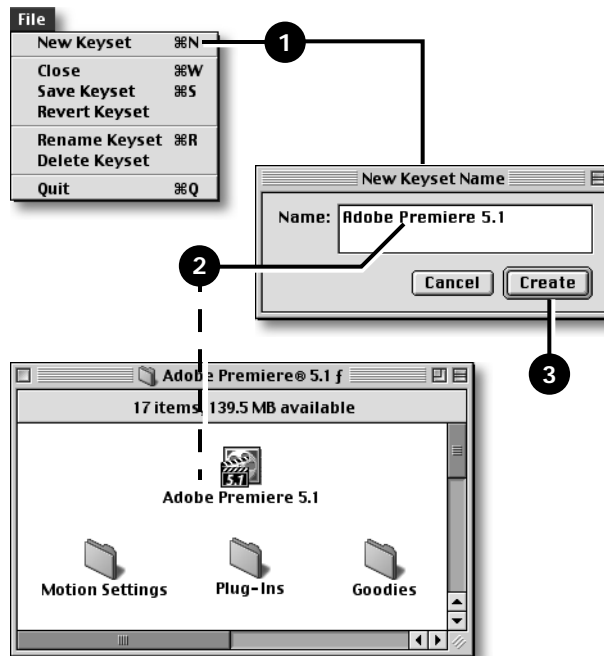 File
New Keyset ⌘N
Close ⌘W
Save Keyset ⌘S
Revert Keyset
Rename Keyset ⌘R
Delete Keyset
Quit ⌘Q
1
New Keyset Name
Name: Adobe Premiere 5.1
Cancel Create
2
3
Adobe Premiere® 5.1 ƒ
17 items, 139.5 MB available
5.1
Adobe Premiere 5.1
Motion Settings Plug-Ins Goodies